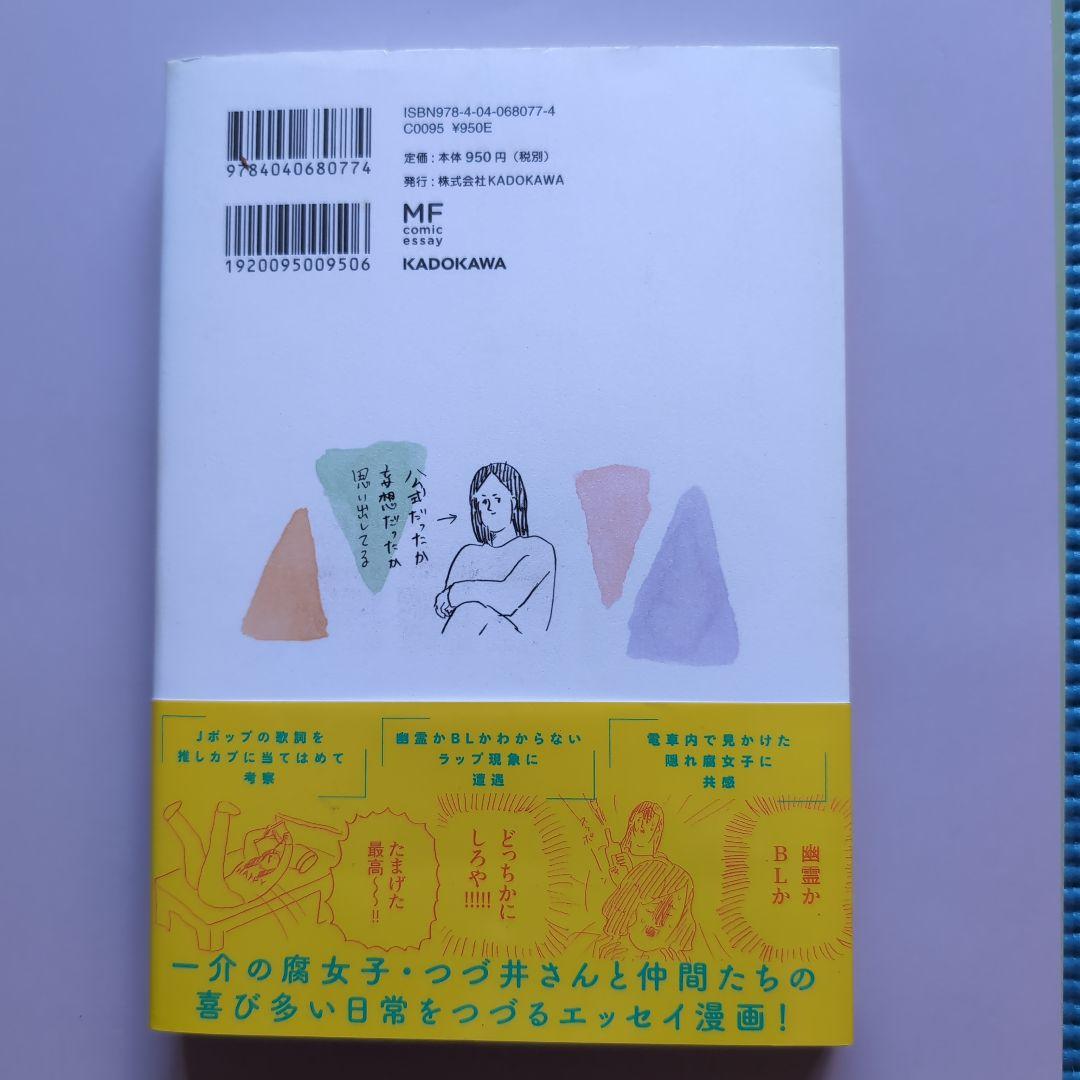 ISBN978-4-04-068077-4
C0095 ¥950E
定価：本体950円（税別）
発行：株式会社KADOKAWA
9784040680774
MF
comic
essay
KADOKAWA
1920095009506
公式だったか
妄想だったか
思い出してる
→
Jポップの歌詞を
推しカプに当てはめて
考察
幽霊かBLかわからない
ラップ現象に
遭遇
電車内で見かけた
隠れ腐女子に
共感
幽霊か
BLか
どっちかに
しろや!!!!!
たまげた
最高〜〜!!
一介の腐女子・つづ井さんと仲間たちの
喜び多い日常をつづるエッセイ漫画！